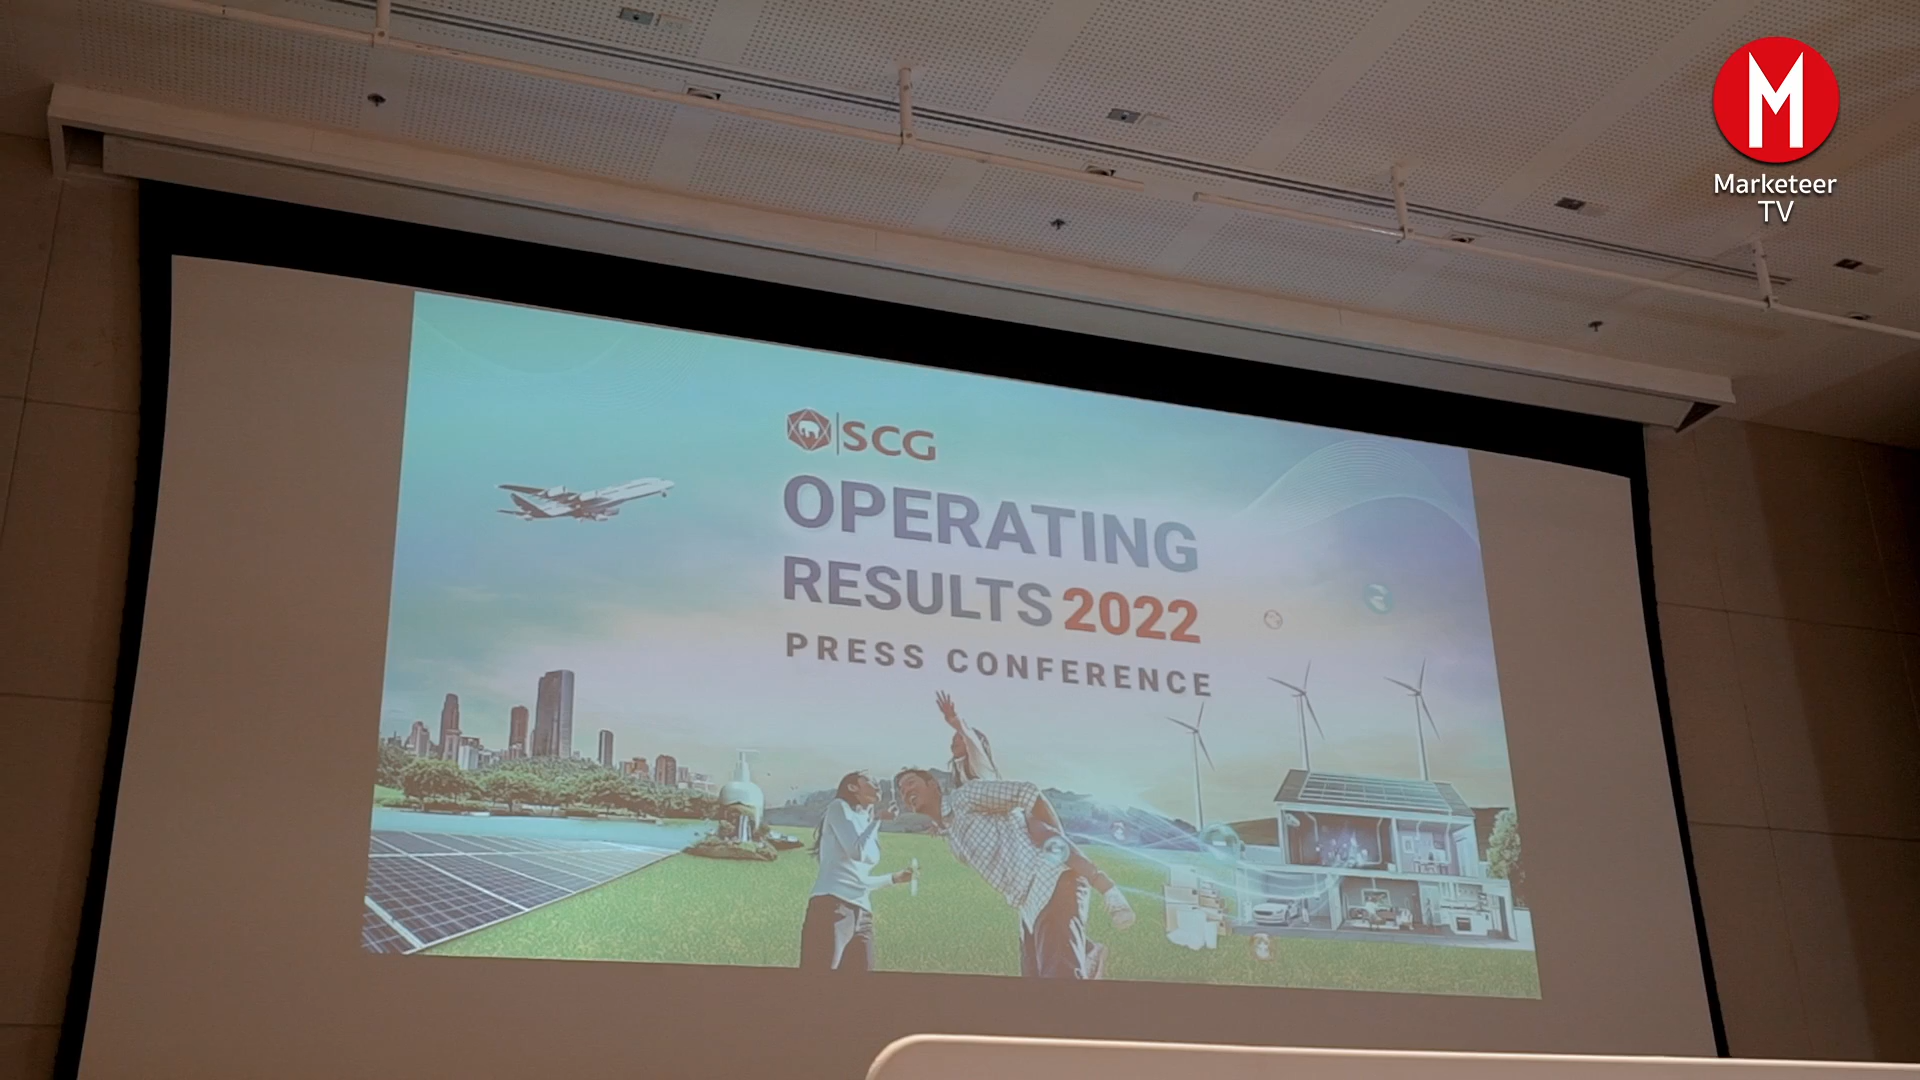 M
Marketeer
TV
SCG
OPERATING
RESULTS 2022
PRESS CONFERENCE